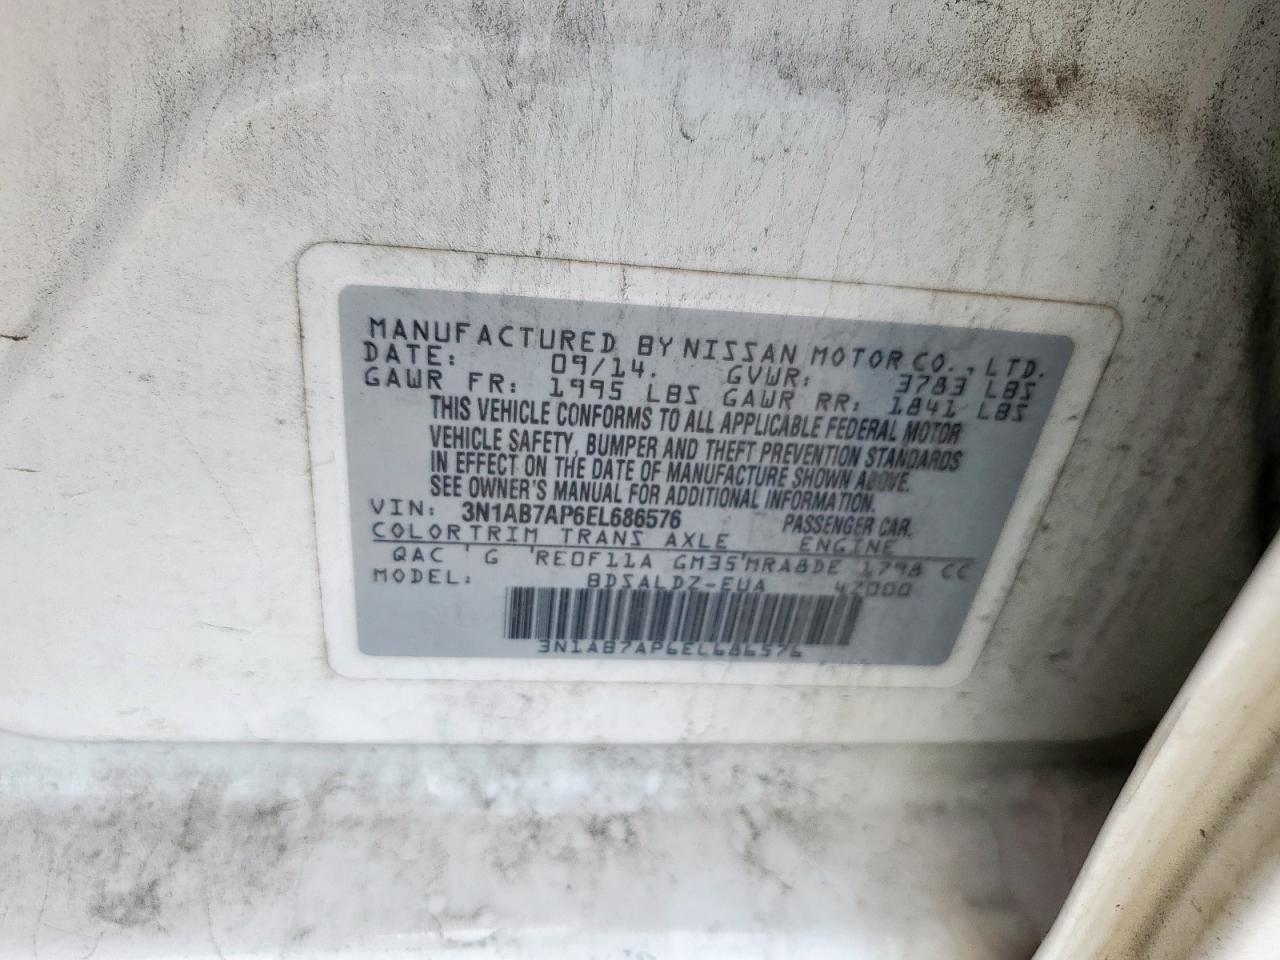 MANUFACTURED BY NISSAN MOTOR CO., LTD.
DATE: 09/14. GVWR: 3783 LBS
GAWR FR: 1995 LBS GAWR RR: 1841 LBS
THIS VEHICLE CONFORMS TO ALL APPLICABLE FEDERAL MOTOR
VEHICLE SAFETY, BUMPER AND THEFT PREVENTION STANDARDS
IN EFFECT ON THE DATE OF MANUFACTURE SHOWN ABOVE.
SEE OWNER'S MANUAL FOR ADDITIONAL INFORMATION.
VIN: 3N1AB7AP6EL686576 PASSENGER CAR.
COLOR TRIM TRANS AXLE ENGINE
QAC ' G 'RE0F11A GM35'MRA8DE 1798 CC
MODEL: BDSALDZ-EUA 4Z000
3N1AB7AP6EL686576